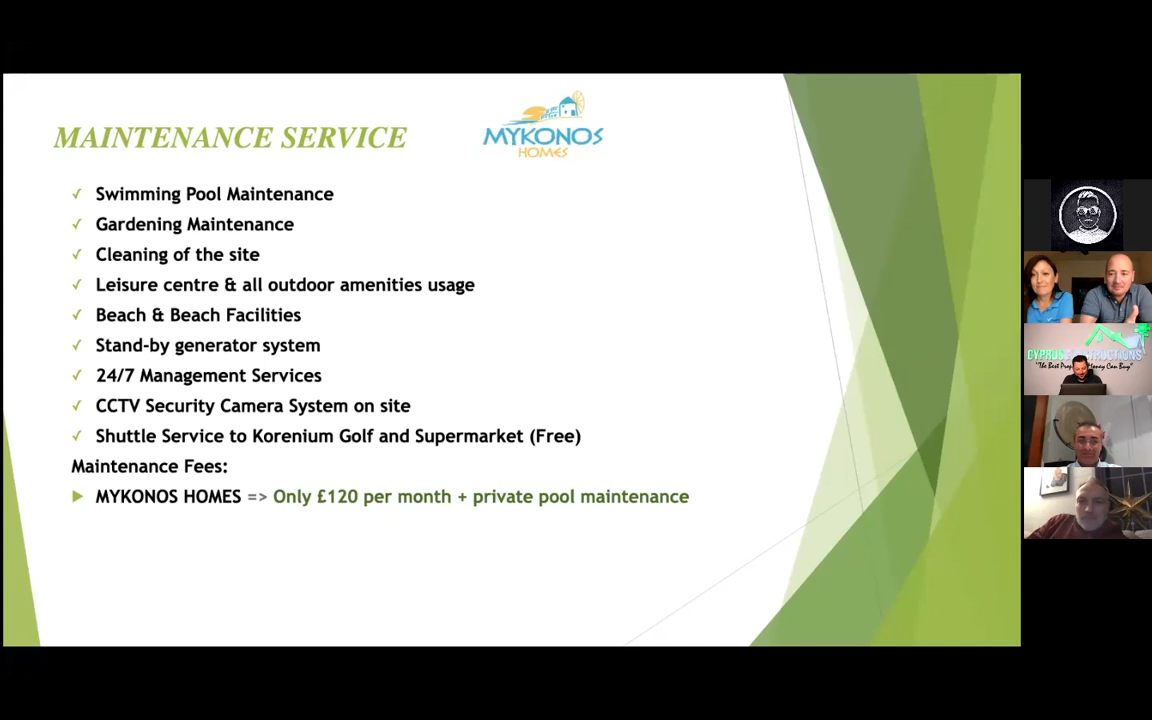 MAINTENANCE SERVICE
MYKONOS
HOMES
✓ Swimming Pool Maintenance
✓ Gardening Maintenance
✓ Cleaning of the site
✓ Leisure centre & all outdoor amenities usage
✓ Beach & Beach Facilities
✓ Stand-by generator system
✓ 24/7 Management Services
✓ CCTV Security Camera System on site
✓ Shuttle Service to Korenium Golf and Supermarket (Free)
Maintenance Fees:
▶ MYKONOS HOMES => Only £120 per month + private pool maintenance
CYPRUS
"The Best Money Can Buy"